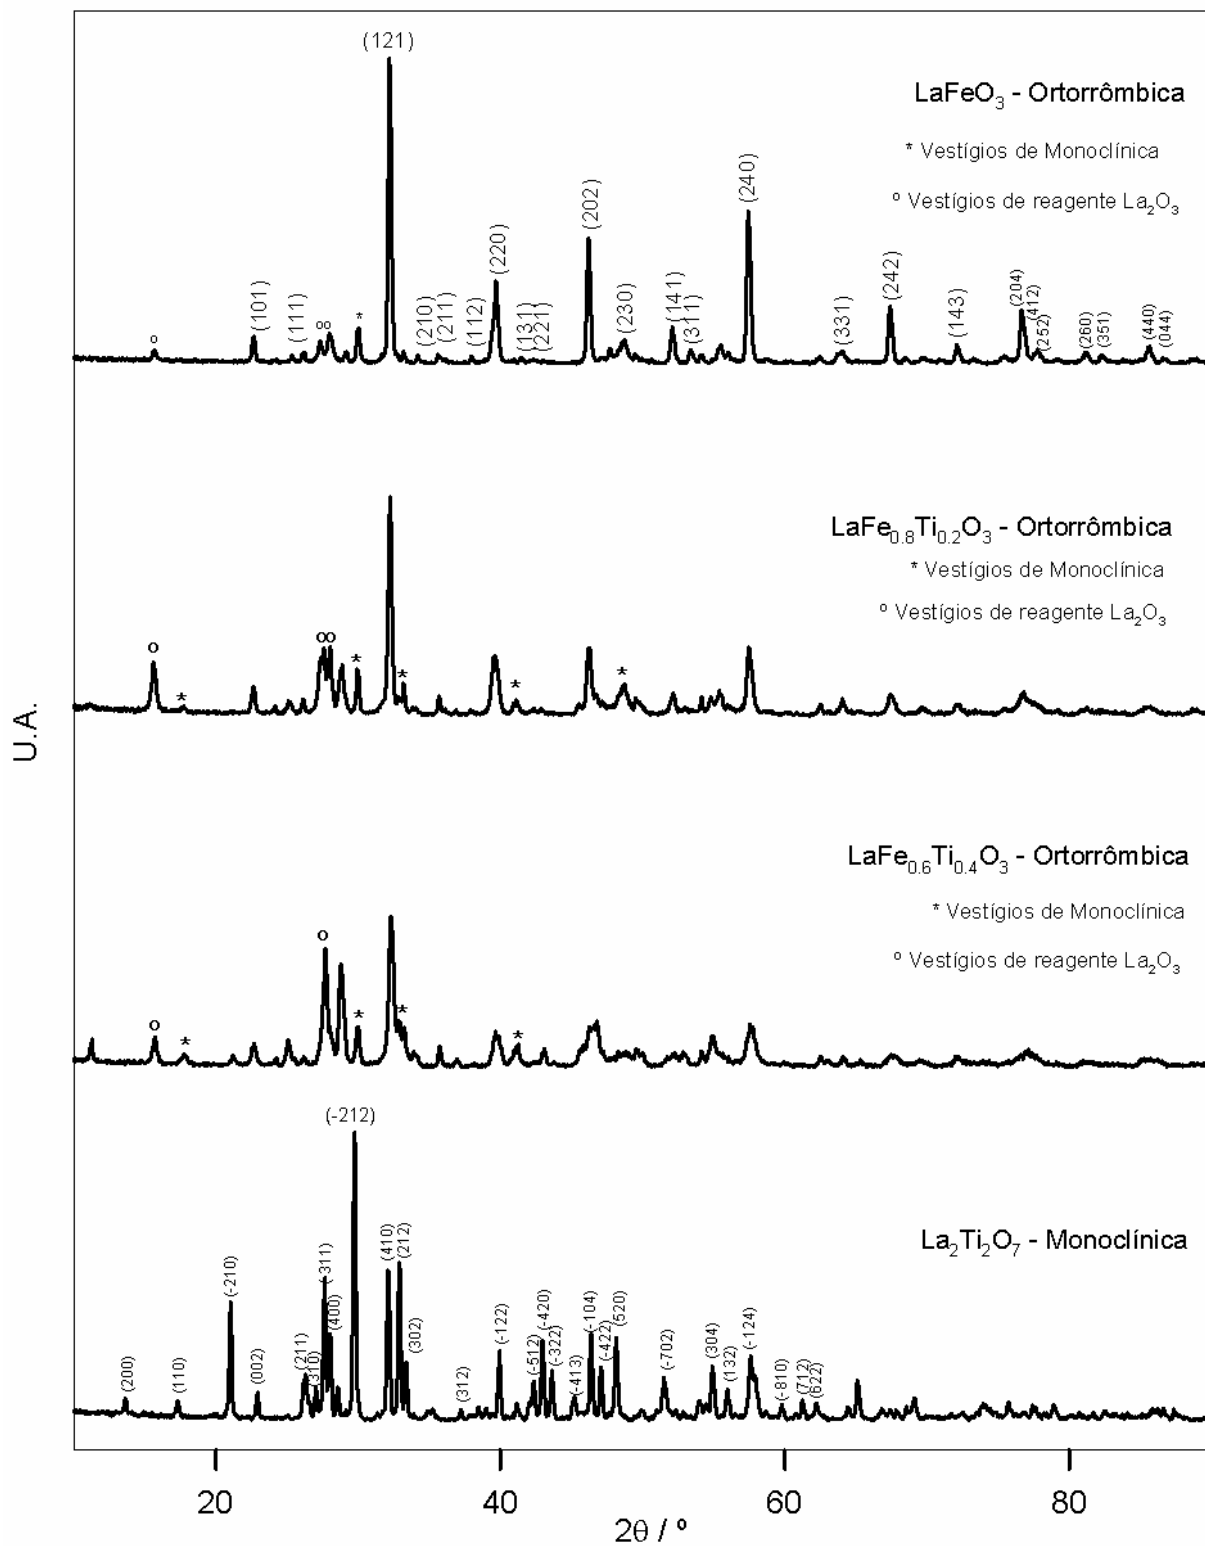 (121)
LaFeO₃ - Ortorrômbica
* Vestígios de Monoclínica
o Vestígios de reagente La₂O₃
o (101) (111) oo * (210) (211) (112) (220) (131) (221) (202) (230) (141) (311) (240) (331) (242) (143) (204) (412) (252) (260) (351) (440) (044)
LaFe₀.₈Ti₀.₂O₃ - Ortorrômbica
* Vestígios de Monoclínica
o Vestígios de reagente La₂O₃
o * oo * * * *
U.A.
LaFe₀.₆Ti₀.₄O₃ - Ortorrômbica
* Vestígios de Monoclínica
o Vestígios de reagente La₂O₃
o * o * * *
(-212)
La₂Ti₂O₇ - Monoclínica
(200) (110) (-210) (002) (211) (310) (400) (410) (212) (302) (312) (-122) (-512) (-420) (-322) (-413) (-104) (-422) (520) (-702) (304) (132) (-124) (-810) (712) (622)
20 40 60 80
2θ / º